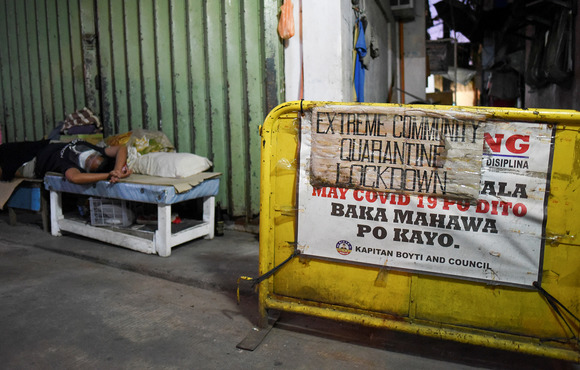 EXTREME COMMUNITY
QUARANTINE
LOCKDOWN
NG
DISIPLINA
ALA
MAY COVID 19 PO DITO
BAKA MAHAWA
PO KAYO.
KAPITAN BOYTI AND COUNCIL